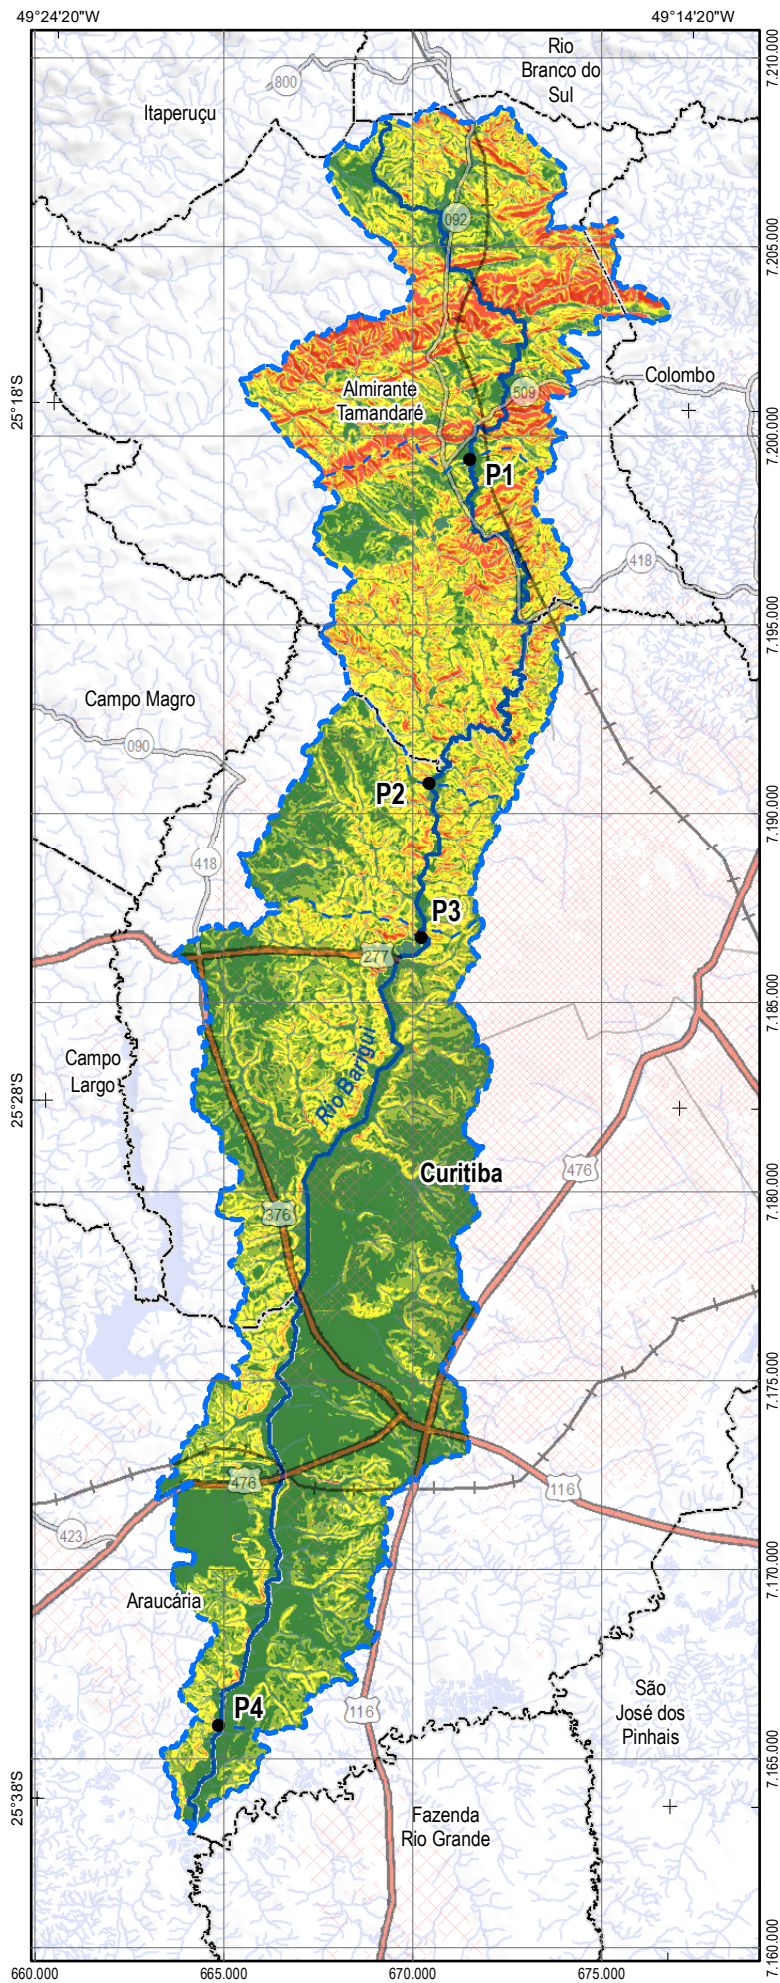 49°24'20"W
49°14'20"W
7.210.000
Rio
Branco do
Sul
800
Itaperuçu
092
7.205.000
Almirante
Tamandaré
509
Colombo
25°18'S
7.200.000
P1
418
7.195.000
Campo Magro
090
P2
7.190.000
418
P3
277
7.185.000
Rio Barigui
Campo
Largo
25°28'S
Curitiba
476
7.180.000
376
7.175.000
476
116
423
7.170.000
Araucária
P4
116
São
José dos
Pinhais
7.165.000
25°38'S
Fazenda
Rio Grande
7.160.000
660.000
665.000
670.000
675.000